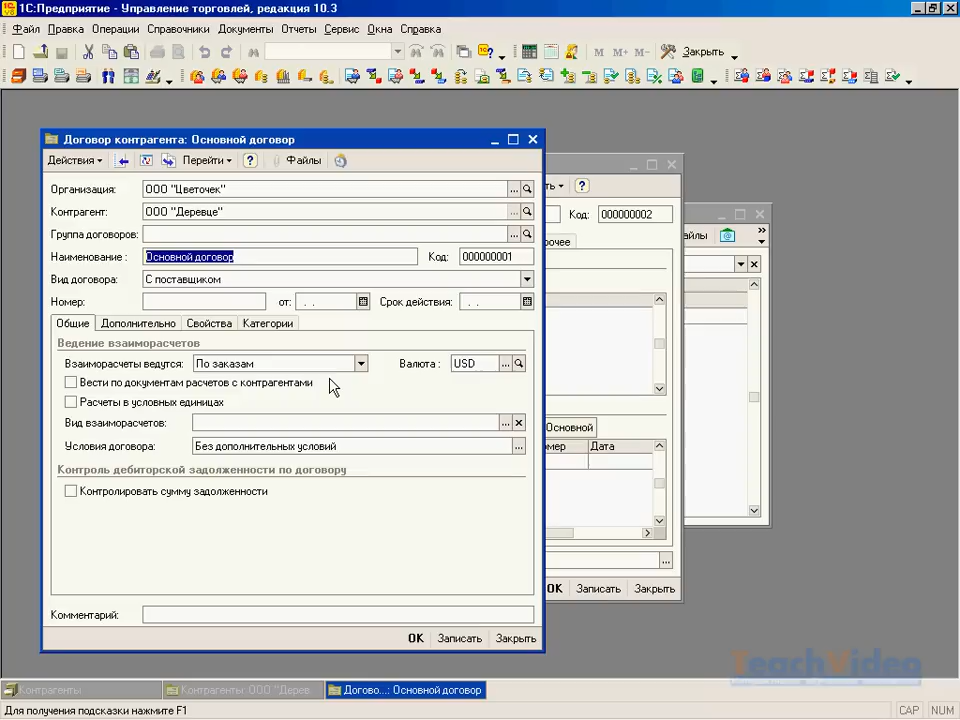 1С:Предприятие - Управление торговлей, редакция 10.3
Файл Правка Операции Справочники Документы Отчеты Сервис Окна Справка
M M+ M- Закрыть
Договор контрагента: Основной договор
Действия Перейти Файлы
Организация: ООО "Цветочек"
Контрагент: ООО "Деревце"
Группа договоров:
Наименование : Основной договор Код: 000000001
Вид договора: С поставщиком
Номер: от: . . Срок действия: . .
Общие Дополнительно Свойства Категории
Ведение взаиморасчетов
Взаиморасчеты ведутся: По заказам Валюта : USD
Вести по документам расчетов с контрагентами
Расчеты в условных единицах
Вид взаиморасчетов:
Условия договора: Без дополнительных условий
Контроль дебиторской задолженности по договору
Контролировать сумму задолженности
Комментарий:
OK Записать Закрыть
ть
Код: 000000002
рочее
Основной
омер Дата
OK Записать Закрыть
айлы
TeachVideo
Контрагенты Контрагенты: ООО "Дерев Догово...: Основной договор
Для получения подсказки нажмите F1 CAP NUM